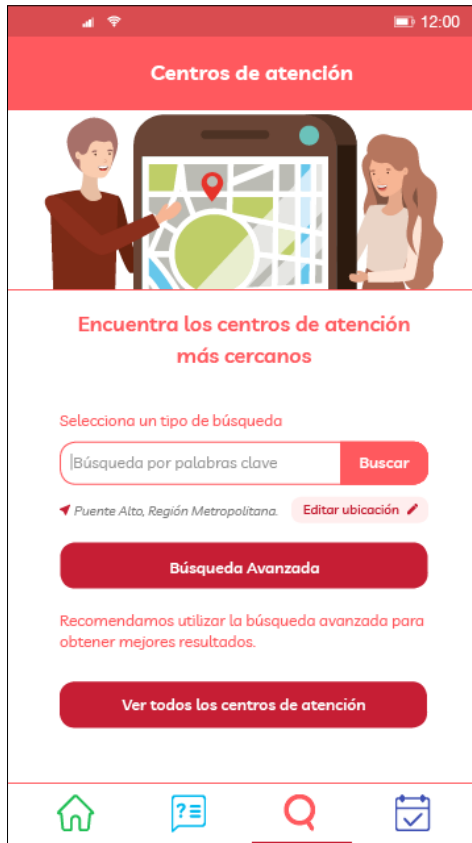 12:00
Centros de atención
Encuentra los centros de atención
más cercanos
Selecciona un tipo de búsqueda
Búsqueda por palabras clave
Buscar
Puente Alto, Región Metropolitana.
Editar ubicación
Búsqueda Avanzada
Recomendamos utilizar la búsqueda avanzada para
obtener mejores resultados.
Ver todos los centros de atención
?